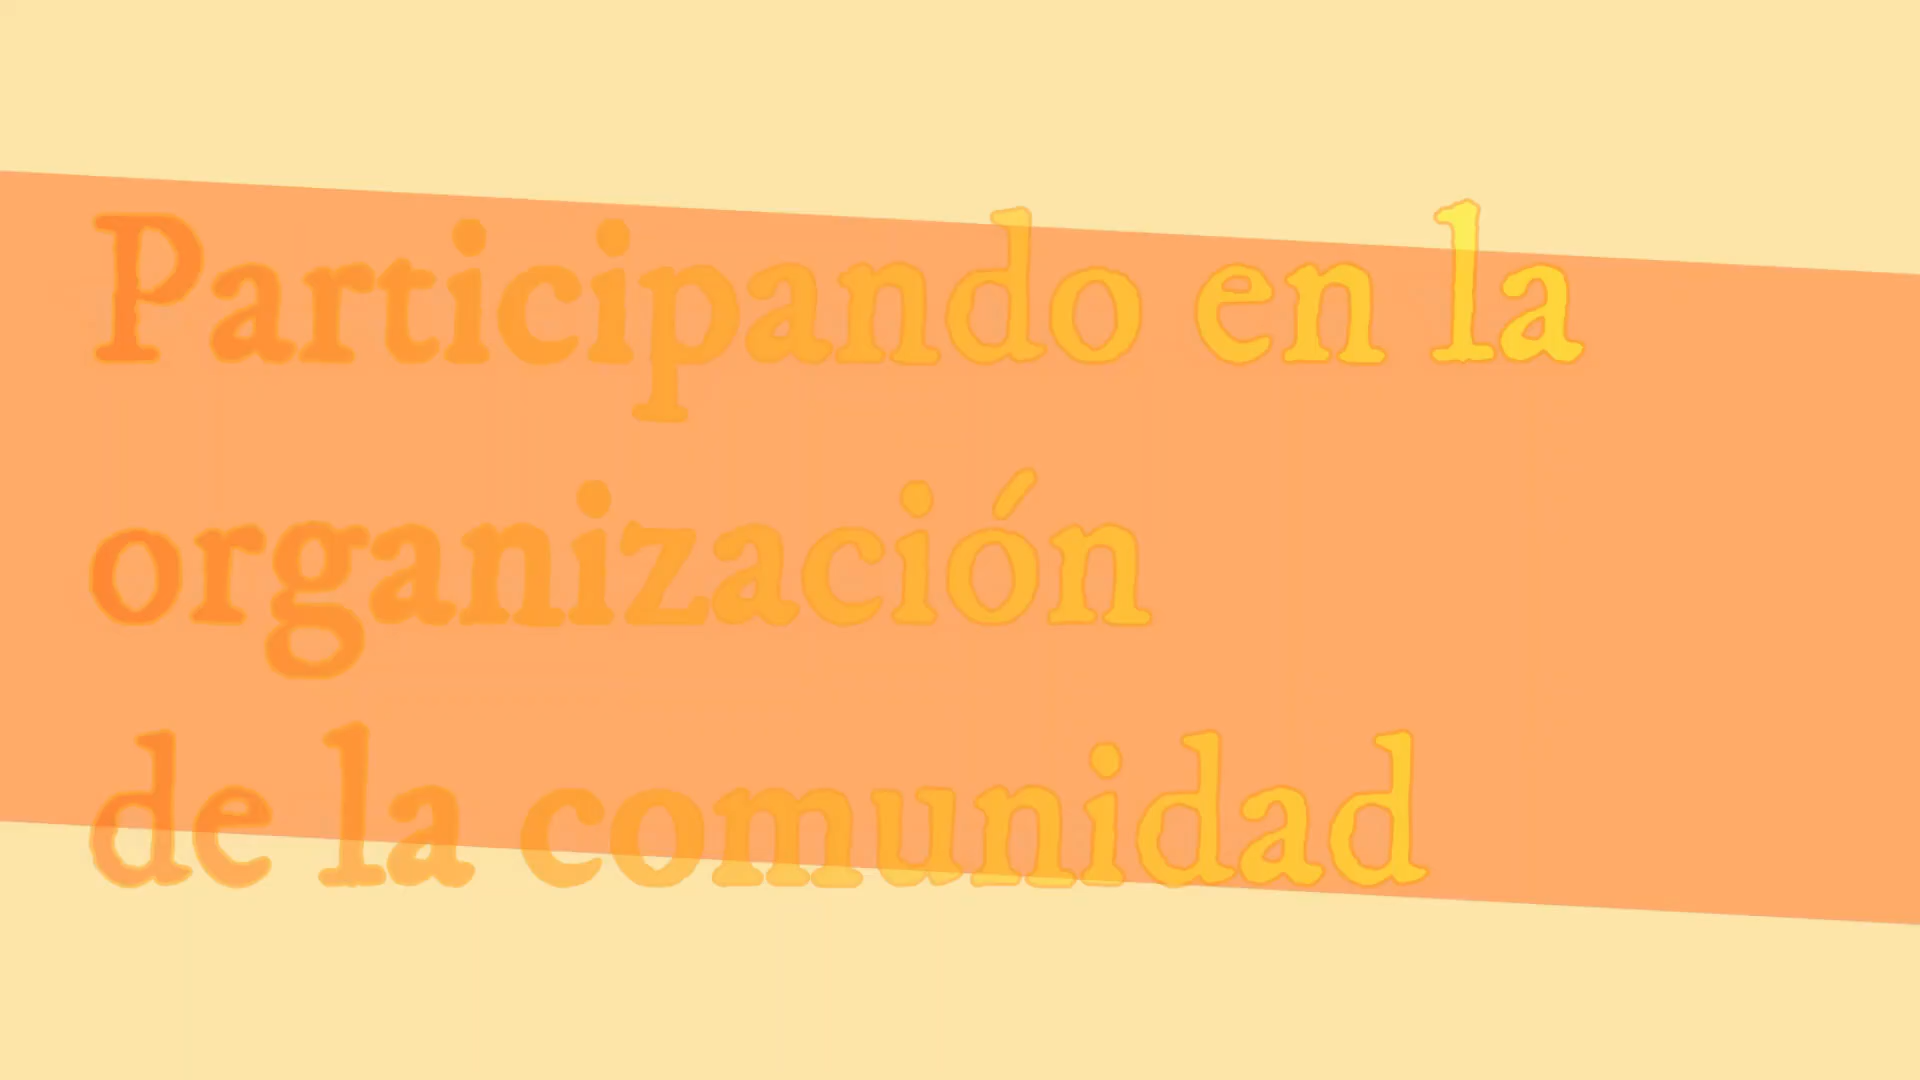 Participando en la
organización
de la comunidad